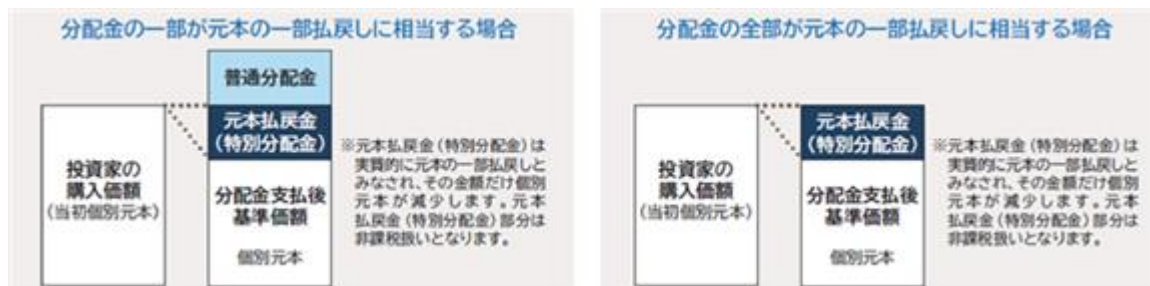 分配金の一部が元本の一部払戻しに相当する場合
普通分配金
元本払戻金
(特別分配金)
投資家の
購入価額
(当初個別元本)
分配金支払後
基準価額
個別元本
※元本払戻金(特別分配金)は
実質的に元本の一部払戻しと
みなされ、その金額だけ個別
元本が減少します。元本
払戻金(特別分配金)部分は
非課税扱いとなります。
分配金の全部が元本の一部払戻しに相当する場合
元本払戻金
(特別分配金)
投資家の
購入価額
(当初個別元本)
分配金支払後
基準価額
個別元本
※元本払戻金(特別分配金)は
実質的に元本の一部払戻しと
みなされ、その金額だけ個別
元本が減少します。元本
払戻金(特別分配金)部分は
非課税扱いとなります。